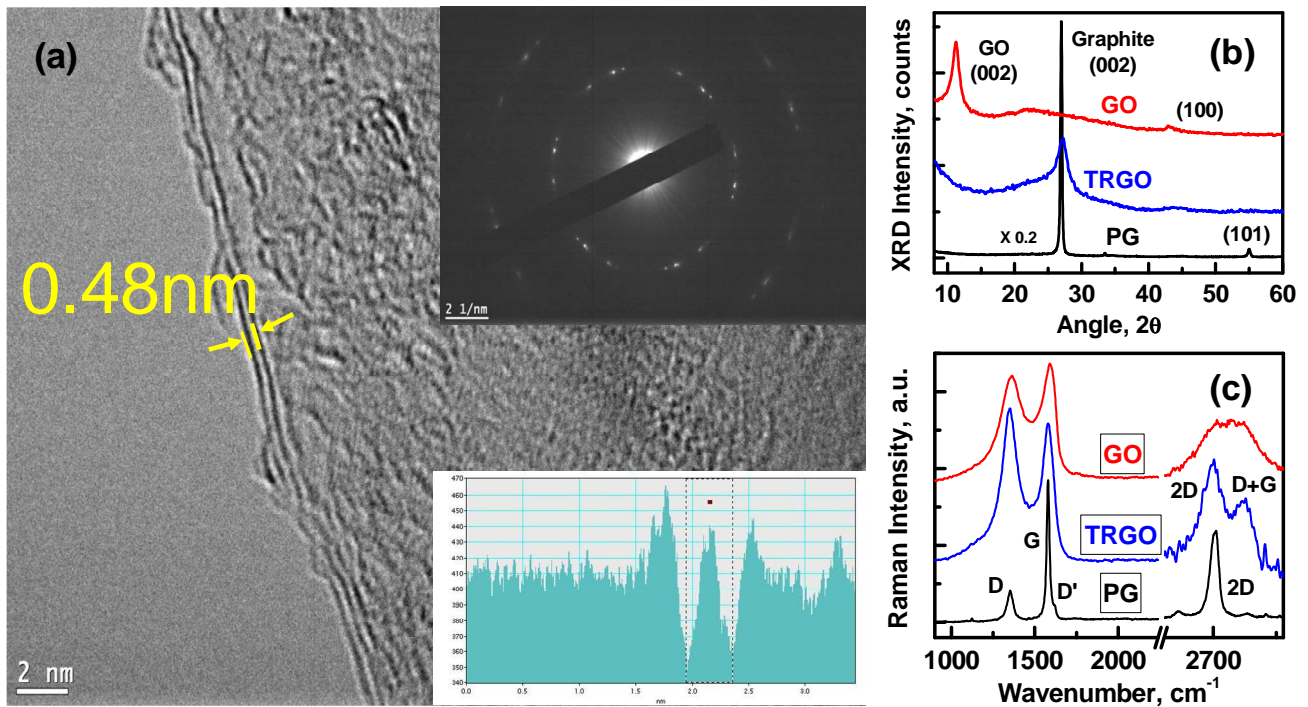 (a)
0.48nm
2 nm
2 1/nm
470
460
450
440
430
420
410
400
390
380
370
360
350
340
0.0 0.5 1.0 1.5 2.0 2.5 3.0
nm
(b)
GO
(002)
Graphite
(002)
GO
(100)
TRGO
X 0.2
PG
(101)
XRD Intensity, counts
10 20 30 40 50 60
Angle, 2θ
(c)
GO
2D
D+G
TRGO
G
D
D'
PG
2D
Raman Intensity, a.u.
1000 1500 2000 2700
Wavenumber, cm-1